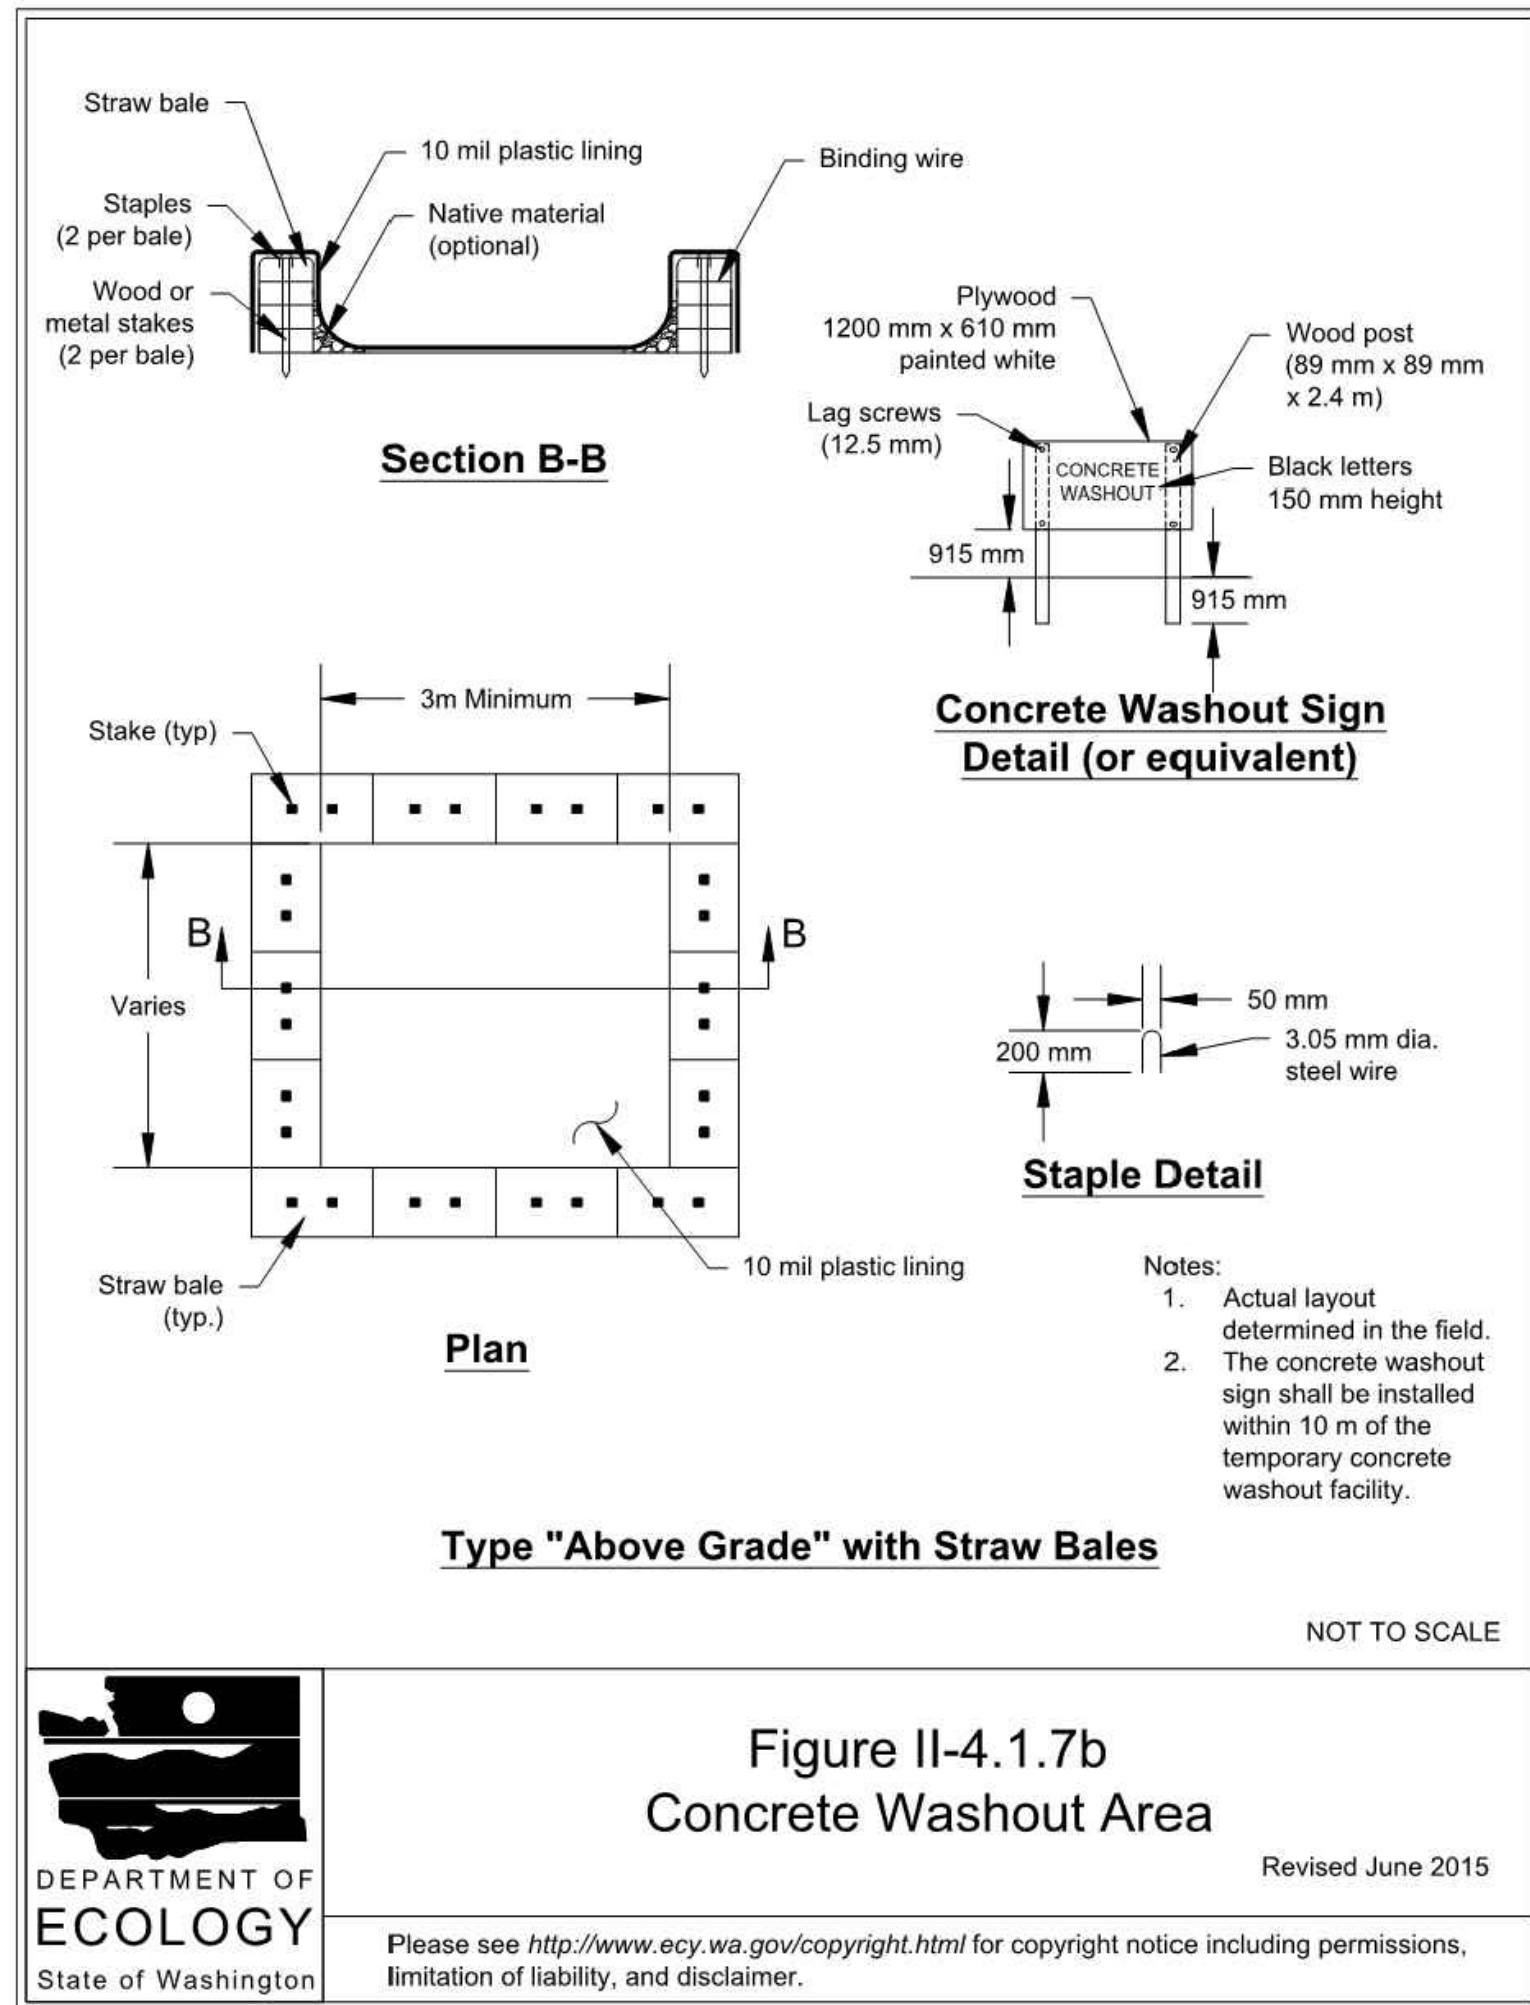 Straw bale
10 mil plastic lining
Binding wire
Staples
(2 per bale)
Native material
(optional)
Wood or
metal stakes
(2 per bale)
Section B-B
Plywood
1200 mm x 610 mm
painted white
Wood post
(89 mm x 89 mm
x 2.4 m)
Lag screws
(12.5 mm)
CONCRETE
WASHOUT
Black letters
150 mm height
915 mm
915 mm
Concrete Washout Sign
Detail (or equivalent)
3m Minimum
Stake (typ)
B
B
Varies
10 mil plastic lining
Straw bale
(typ.)
Plan
50 mm
200 mm
3.05 mm dia.
steel wire
Staple Detail
Notes:
1. Actual layout
determined in the field.
2. The concrete washout
sign shall be installed
within 10 m of the
temporary concrete
washout facility.
Type "Above Grade" with Straw Bales
NOT TO SCALE
DEPARTMENT OF
ECOLOGY
State of Washington
Figure II-4.1.7b
Concrete Washout Area
Revised June 2015
Please see http://www.ecy.wa.gov/copyright.html for copyright notice including permissions,
limitation of liability, and disclaimer.